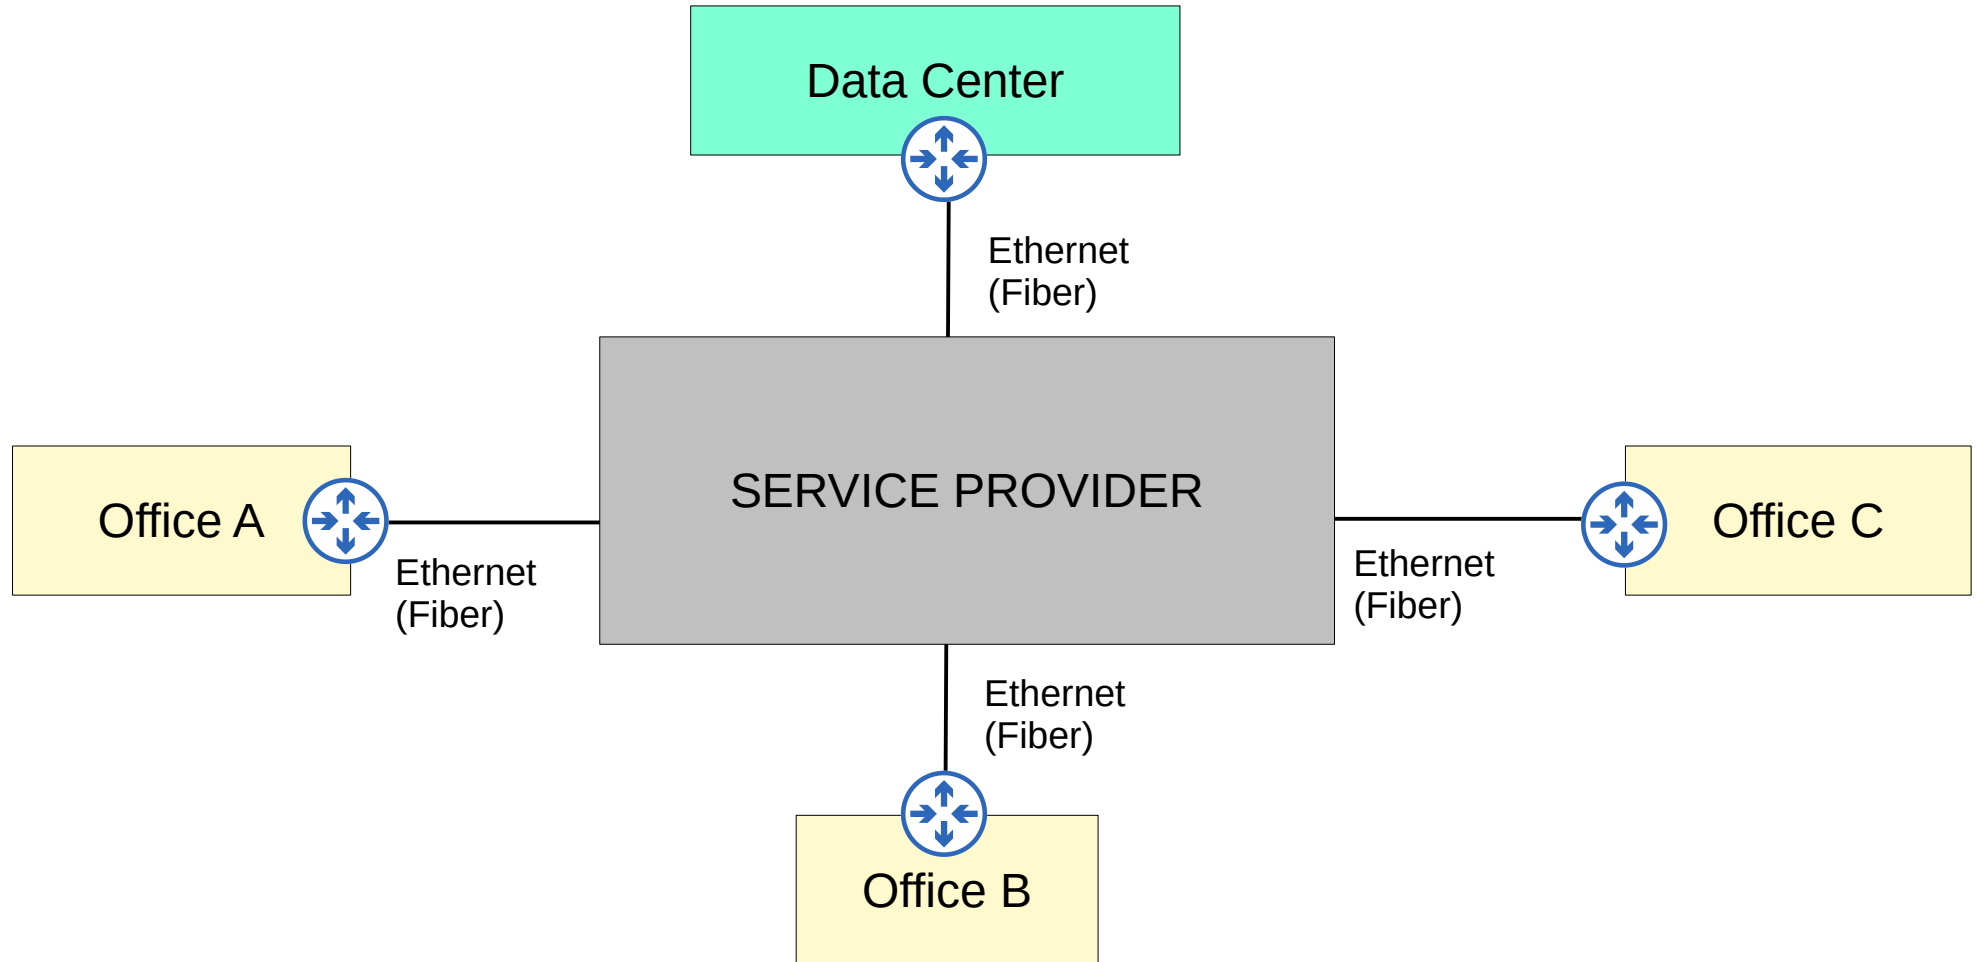 Data Center
Ethernet
(Fiber)
SERVICE PROVIDER
Office A
Ethernet
(Fiber)
Office C
Ethernet
(Fiber)
Ethernet
(Fiber)
Office B